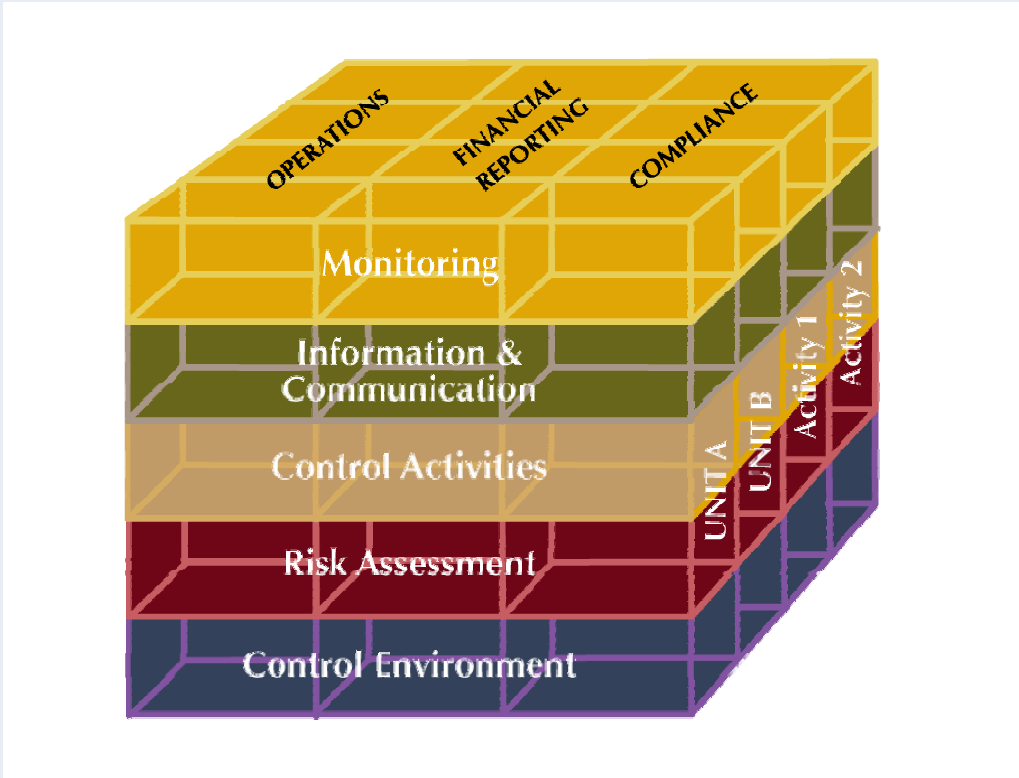 OPERATIONS
FINANCIAL
REPORTING
COMPLIANCE
Monitoring
Information &
Communication
Control Activities
Risk Assessment
Control Environment
UNIT A
UNIT B
Activity 1
Activity 2